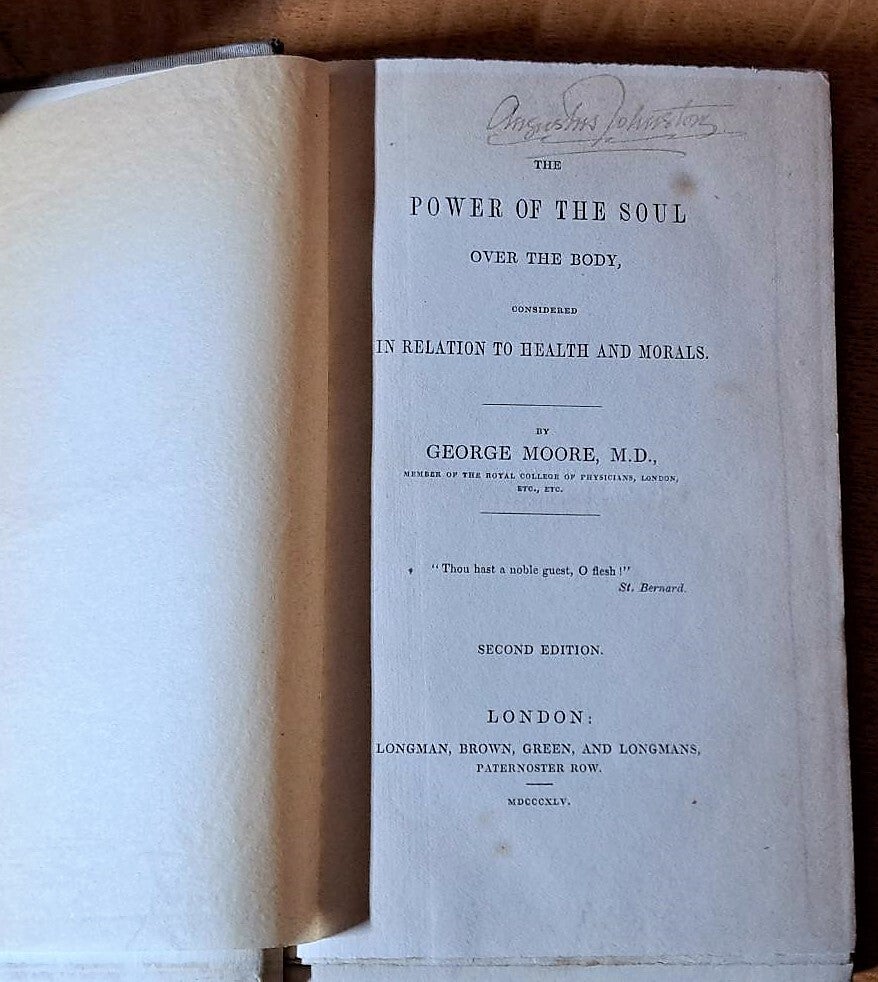 Augustus Johnston
THE
POWER OF THE SOUL
OVER THE BODY,
CONSIDERED
IN RELATION TO HEALTH AND MORALS.
BY
GEORGE MOORE, M.D.,
MEMBER OF THE ROYAL COLLEGE OF PHYSICIANS, LONDON,
ETC., ETC.
"Thou hast a noble guest, O flesh!"
St. Bernard.
SECOND EDITION.
LONDON:
LONGMAN, BROWN, GREEN, AND LONGMANS,
PATERNOSTER ROW.
MDCCCXLV.